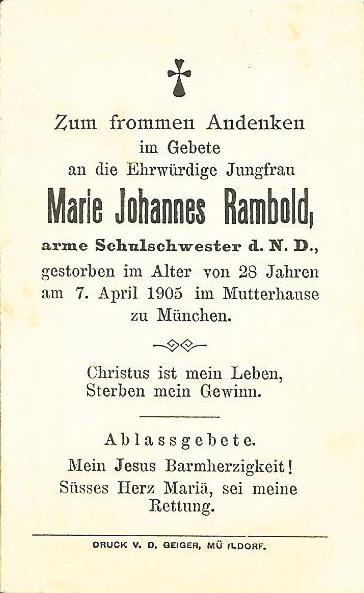 Zum frommen Andenken
im Gebete
an die Ehrwürdige Jungfrau
Marie Johannes Rambold,
arme Schulschwester d. N. D.,
gestorben im Alter von 28 Jahren
am 7. April 1905 im Mutterhause
zu München.
Christus ist mein Leben,
Sterben mein Gewinn.
Ablassgebete.
Mein Jesus Barmherzigkeit!
Süsses Herz Mariä, sei meine
Rettung.
DRUCK V. D. GEIGER,